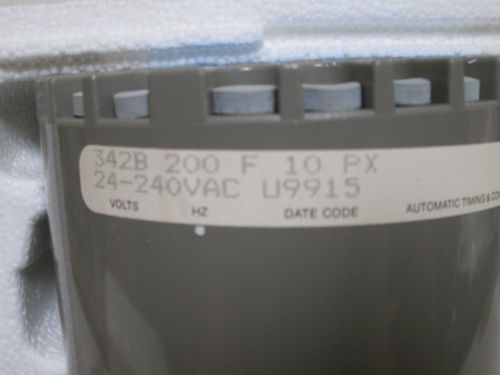 342B 200 F 10 PX
24-240VAC U9915
VOLTS HZ DATE CODE AUTOMATIC TIMING &